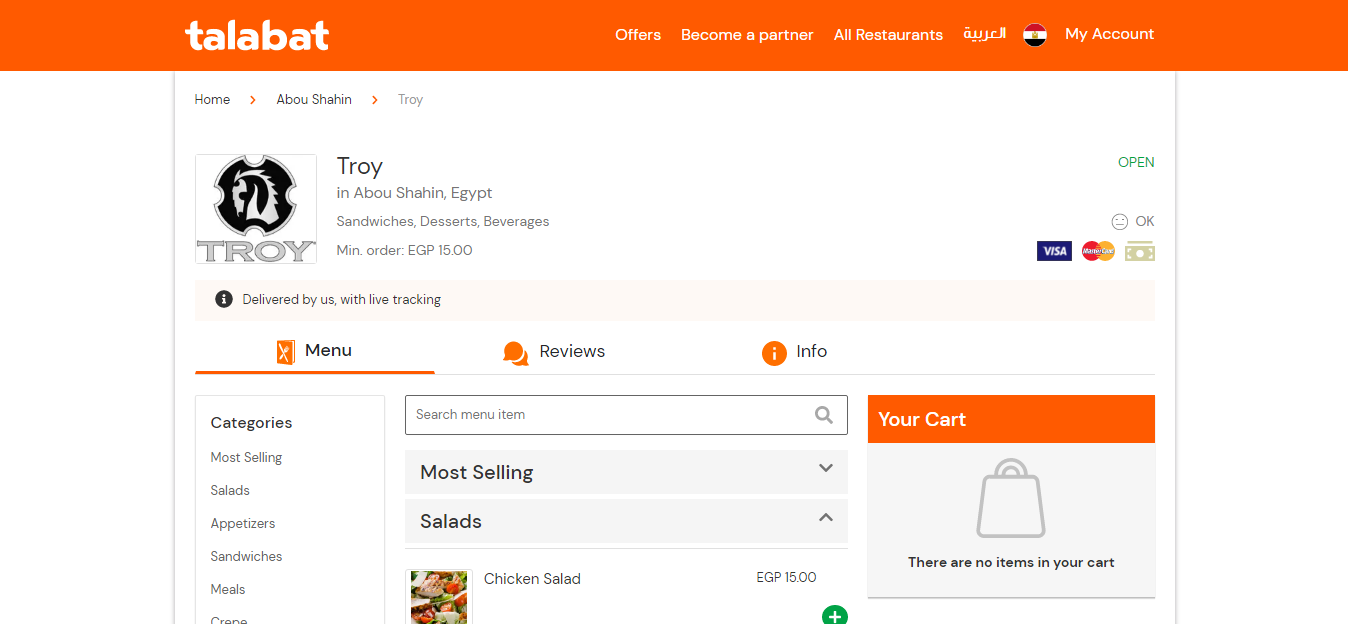 talabat
Offers Become a partner All Restaurants العربية My Account
Home > Abou Shahin > Troy
TROY
Troy
in Abou Shahin, Egypt
Sandwiches, Desserts, Beverages
Min. order: EGP 15.00
OPEN
OK
VISA MasterCard
Delivered by us, with live tracking
Menu Reviews Info
Categories
Most Selling
Salads
Appetizers
Sandwiches
Meals
Crepe
Search menu item
Most Selling
Salads
Chicken Salad EGP 15.00
Your Cart
There are no items in your cart